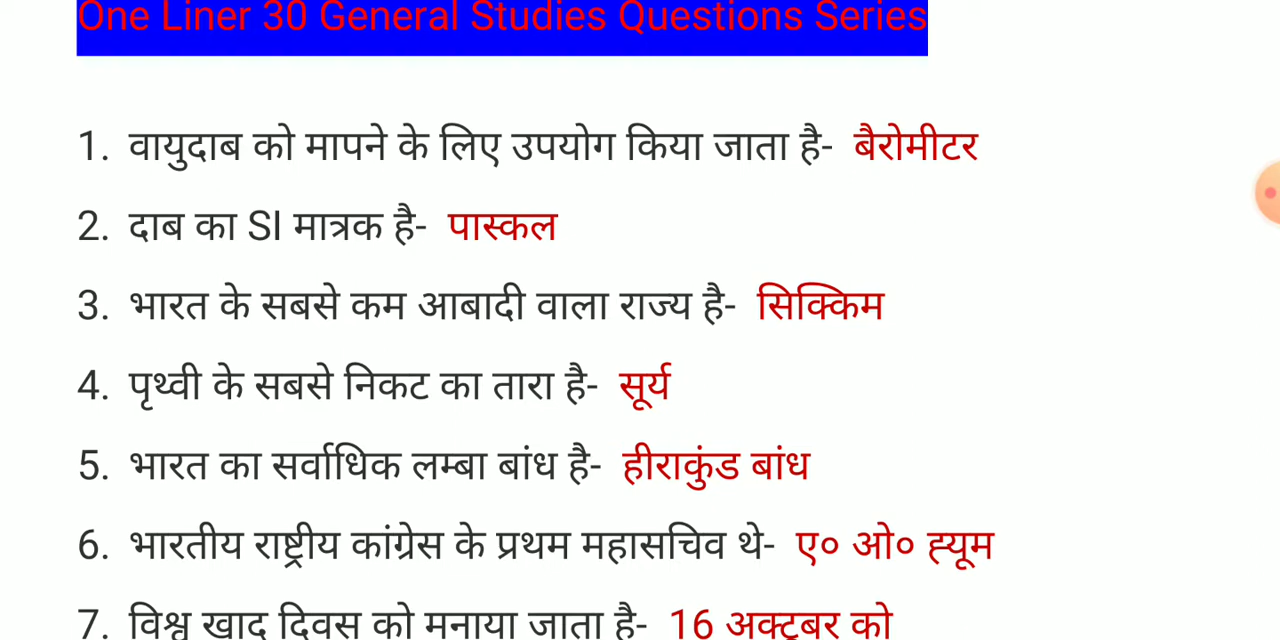 One Liner 30 General Studies Questions Series
1. वायुदाब को मापने के लिए उपयोग किया जाता है- बैरोमीटर
2. दाब का SI मात्रक है- पास्कल
3. भारत के सबसे कम आबादी वाला राज्य है- सिक्किम
4. पृथ्वी के सबसे निकट का तारा है- सूर्य
5. भारत का सर्वाधिक लम्बा बांध है- हीराकुंड बांध
6. भारतीय राष्ट्रीय कांग्रेस के प्रथम महासचिव थे- ए० ओ० ह्यूम
7. विश्व खाद्य दिवस को मनाया जाता है- 16 अक्टूबर को